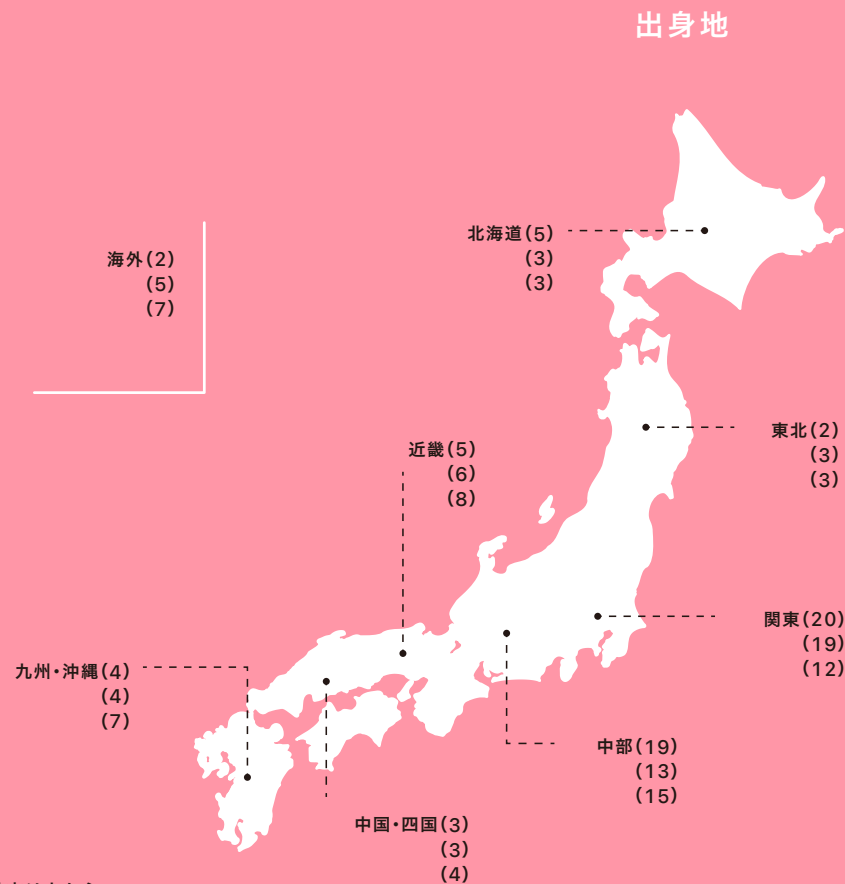 出身地
北海道(5)
(3)
(3)
海外(2)
(5)
(7)
東北(2)
(3)
(3)
近畿(5)
(6)
(8)
関東(20)
(19)
(12)
九州・沖縄(4)
(4)
(7)
中部(19)
(13)
(15)
中国・四国(3)
(3)
(4)